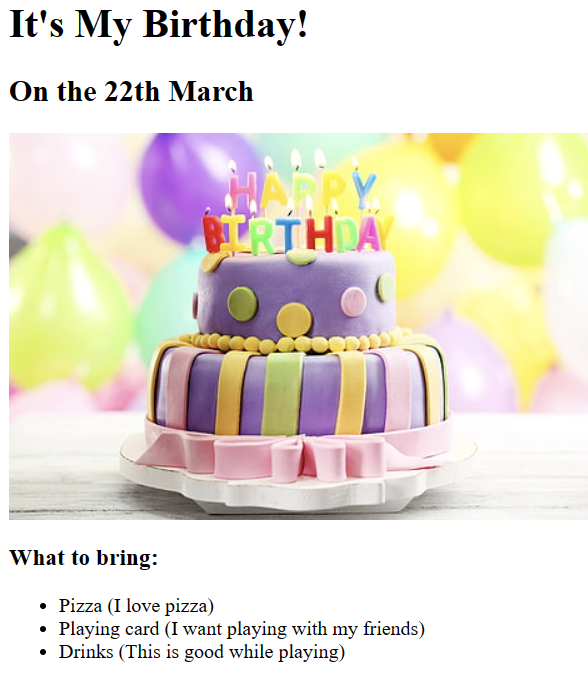 It's My Birthday!
On the 22th March
HAPPY
BIRTHDAY
What to bring:
Pizza (I love pizza)
Playing card (I want playing with my friends)
Drinks (This is good while playing)